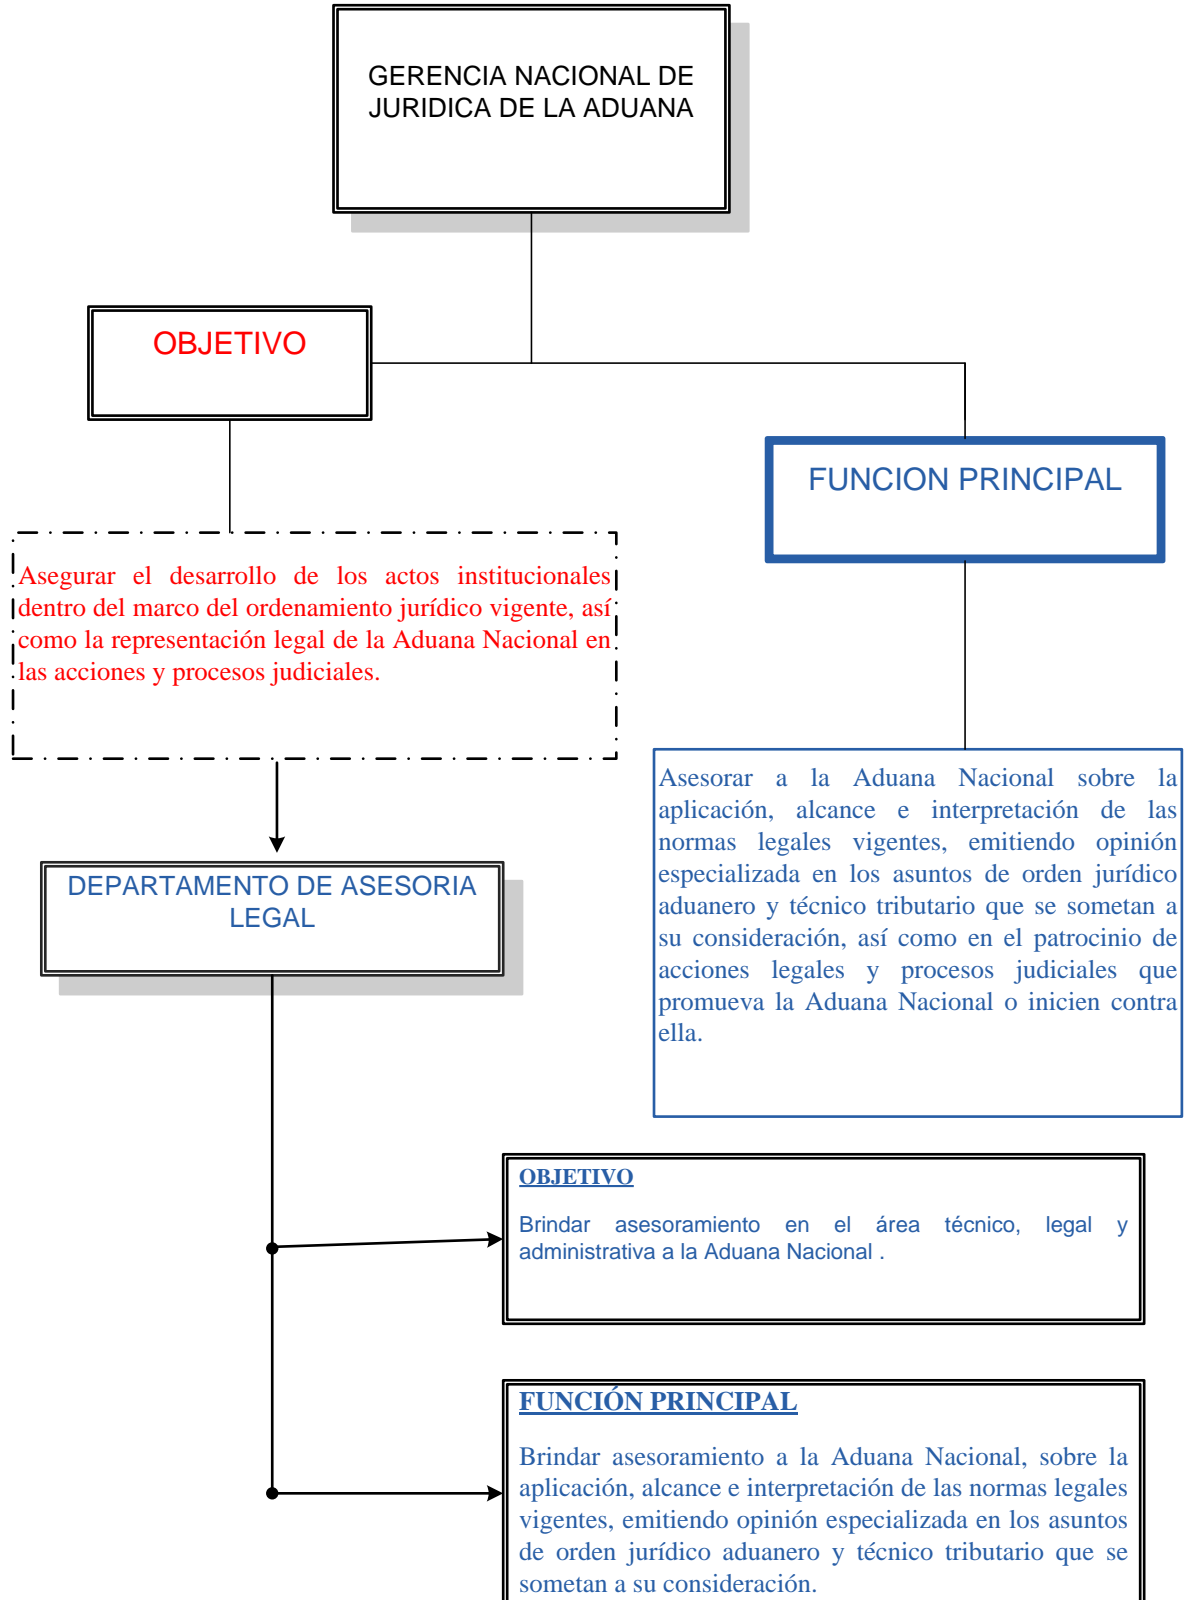 GERENCIA NACIONAL DE
JURIDICA DE LA ADUANA
OBJETIVO
FUNCION PRINCIPAL
Asegurar el desarrollo de los actos institucionales
dentro del marco del ordenamiento jurídico vigente, así
como la representación legal de la Aduana Nacional en
las acciones y procesos judiciales.
Asesorar a la Aduana Nacional sobre la
aplicación, alcance e interpretación de las
normas legales vigentes, emitiendo opinión
especializada en los asuntos de orden jurídico
aduanero y técnico tributario que se sometan a
su consideración, así como en el patrocinio de
acciones legales y procesos judiciales que
promueva la Aduana Nacional o inicien contra
ella.
DEPARTAMENTO DE ASESORIA
LEGAL
OBJETIVO
Brindar asesoramiento en el área técnico, legal y
administrativa a la Aduana Nacional .
FUNCIÓN PRINCIPAL
Brindar asesoramiento a la Aduana Nacional, sobre la
aplicación, alcance e interpretación de las normas legales
vigentes, emitiendo opinión especializada en los asuntos
de orden jurídico aduanero y técnico tributario que se
sometan a su consideración.